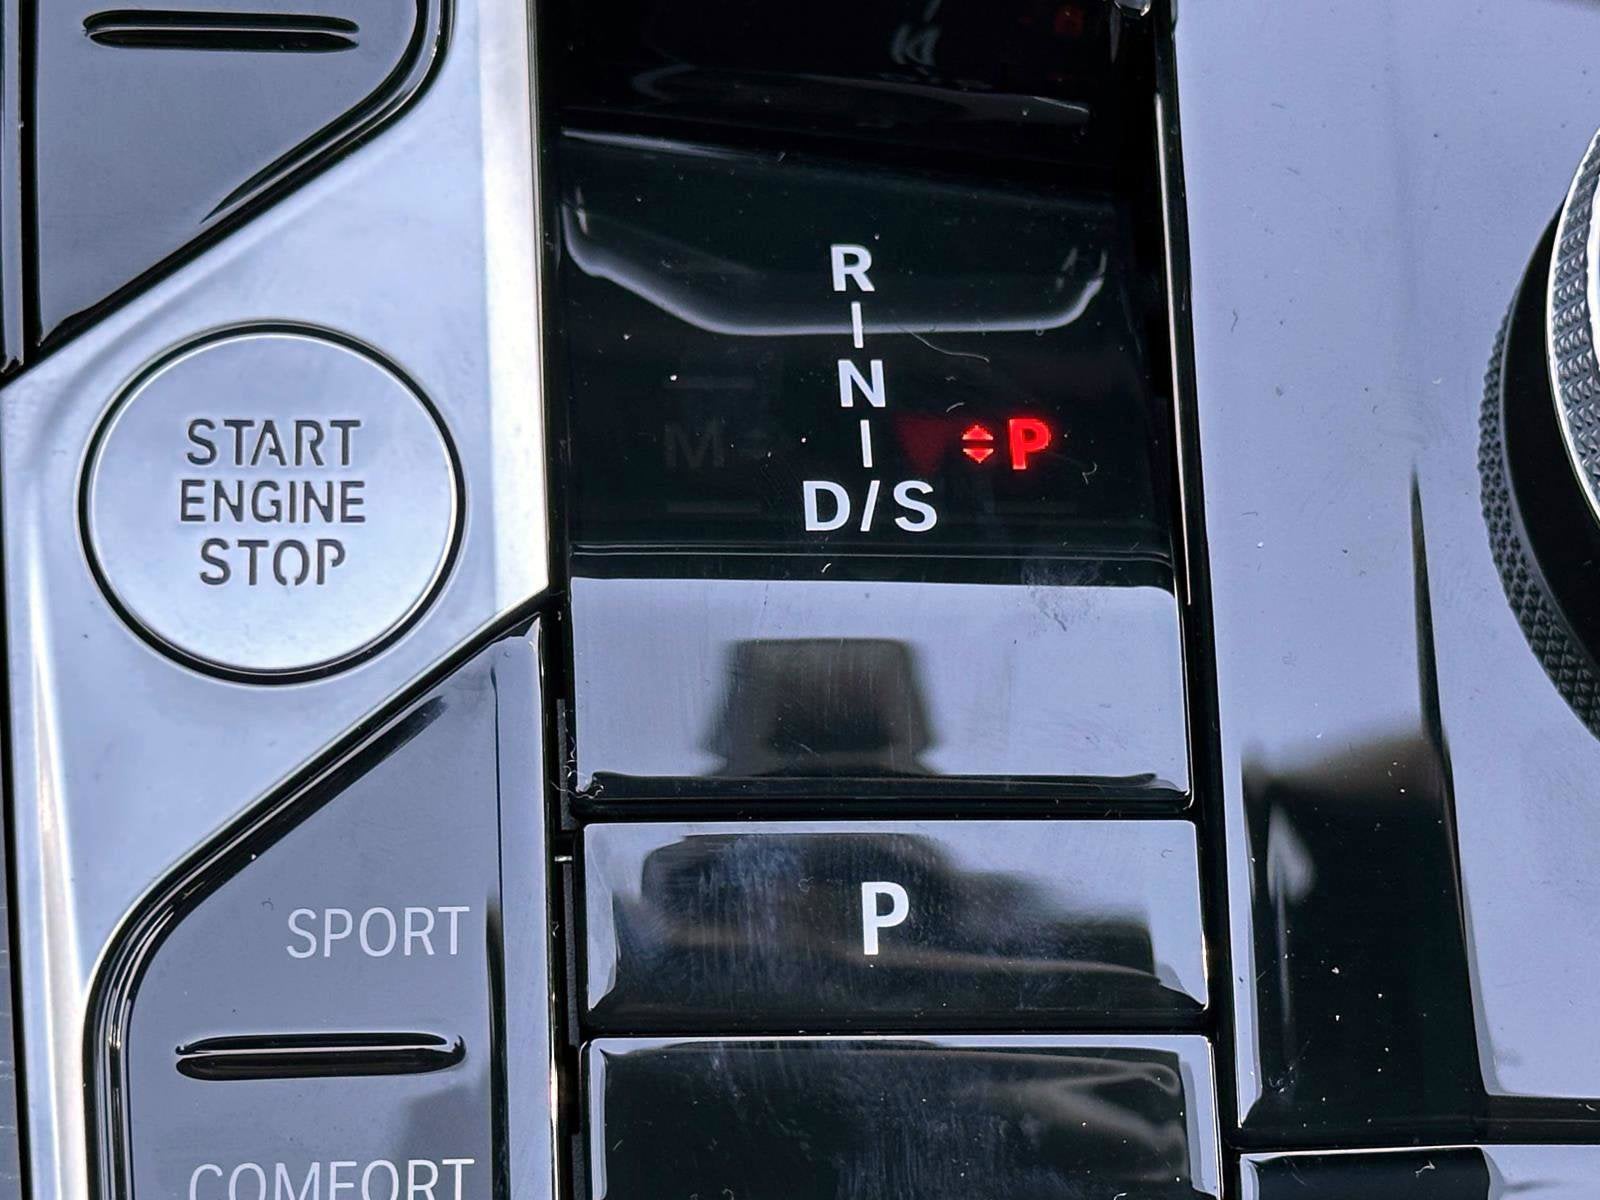 START
ENGINE
STOP
R
N
P
D/S
M
P
SPORT
COMFORT